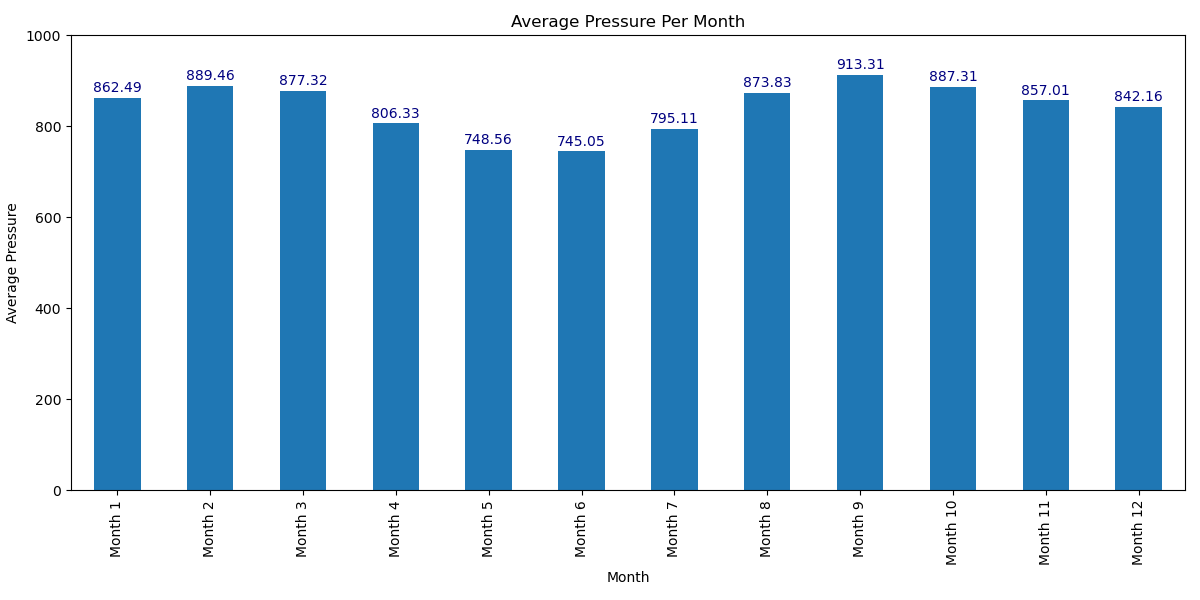 Average Pressure Per Month
1000
800
600
400
200
0
Average Pressure
862.49
889.46
877.32
806.33
748.56
745.05
795.11
873.83
913.31
887.31
857.01
842.16
Month 1
Month 2
Month 3
Month 4
Month 5
Month 6
Month 7
Month 8
Month 9
Month 10
Month 11
Month 12
Month